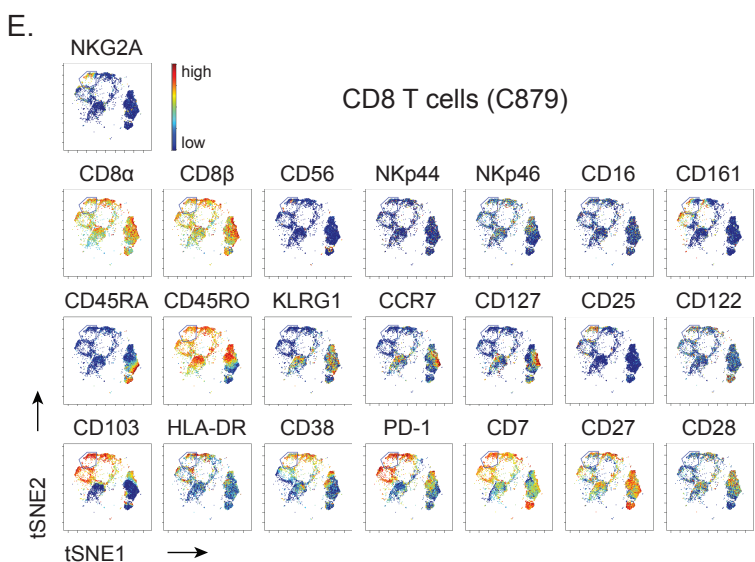 E.
NKG2A
high
low
CD8 T cells (C879)
CD8α CD8β CD56 NKp44 NKp46 CD16 CD161
CD45RA CD45RO KLRG1 CCR7 CD127 CD25 CD122
CD103 HLA-DR CD38 PD-1 CD7 CD27 CD28
tSNE2
tSNE1